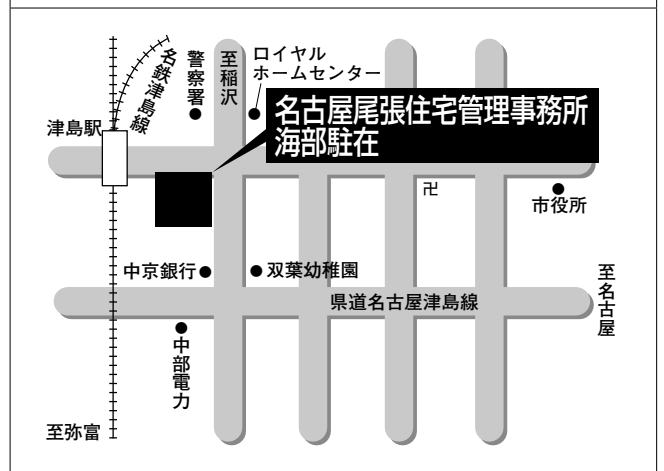 名鉄津島線
警察署
至稲沢
ロイヤル
ホームセンター
津島駅
名古屋尾張住宅管理事務所
海部駐在
卍
市役所
中京銀行
双葉幼稚園
至名古屋
県道名古屋津島線
中部電力
至弥富